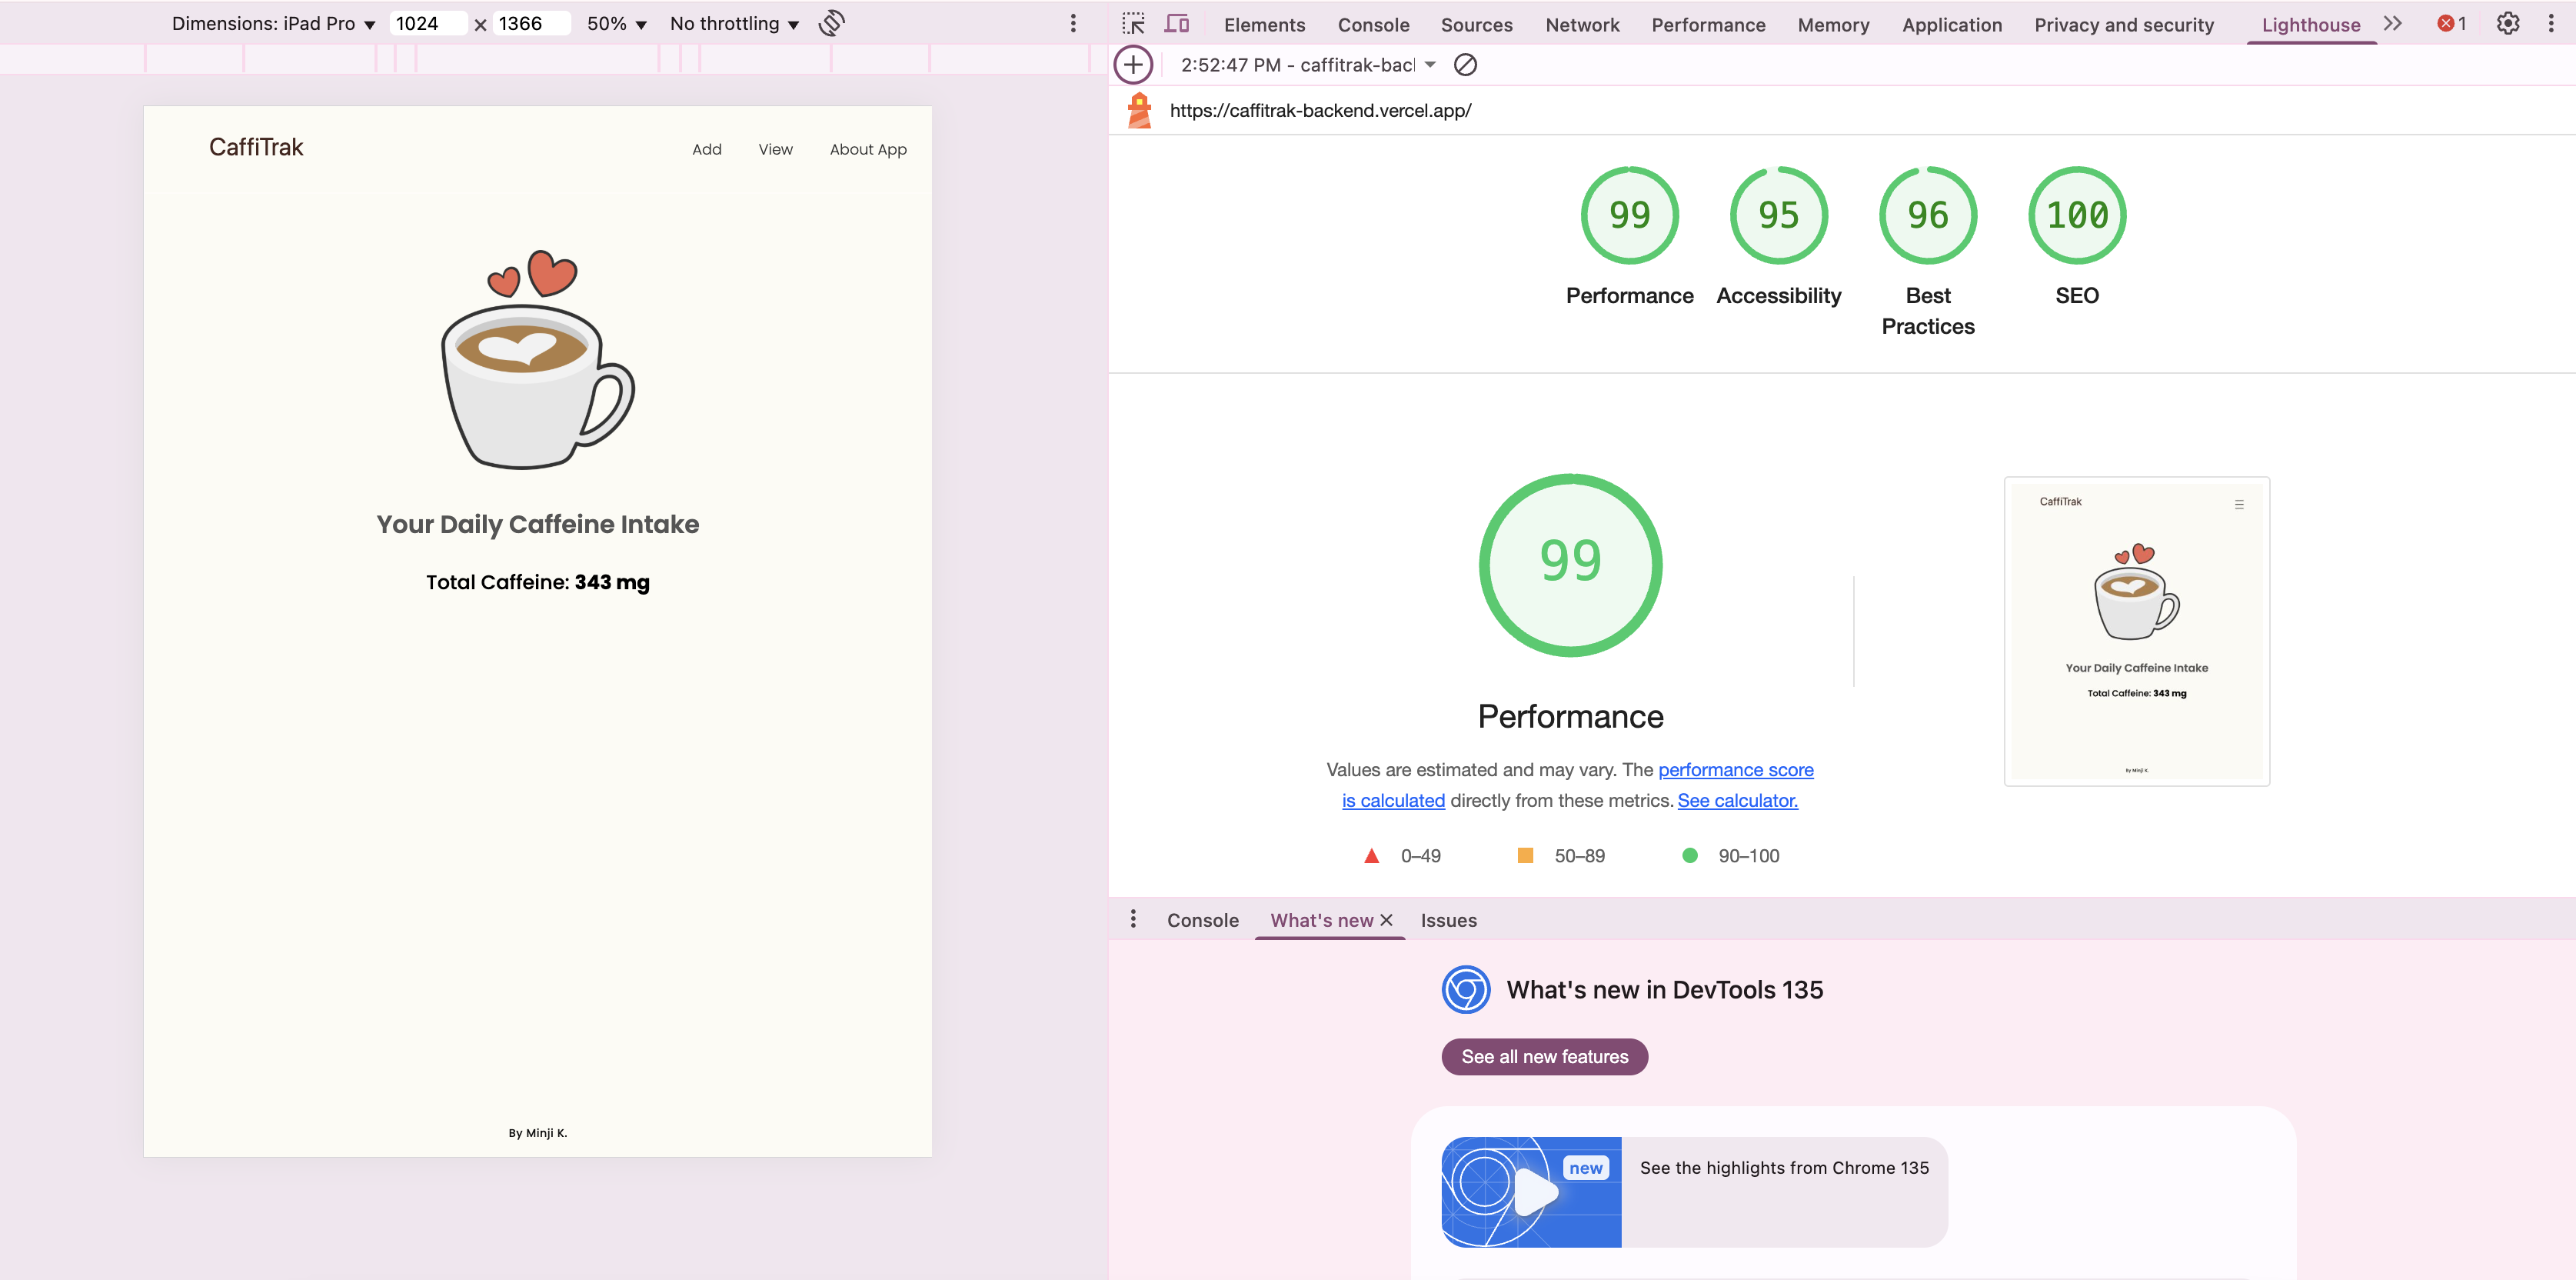 Dimensions: iPad Pro 1024 × 1366 50% No throttling
CaffiTrak
Add View About App
Your Daily Caffeine Intake
Total Caffeine: 343 mg
By Minji K.
Elements Console Sources Network Performance Memory Application Privacy and security Lighthouse 1
2:52:47 PM - caffitrak-bac
https://caffitrak-backend.vercel.app/
99 95 96 100
Performance Accessibility Best Practices SEO
99
Performance
Values are estimated and may vary. The performance score
is calculated directly from these metrics. See calculator.
0–49 50–89 90–100
CaffiTrak
Your Daily Caffeine Intake
Total Caffeine: 343 mg
By Minji K.
Console What's new Issues
What's new in DevTools 135
See all new features
new
See the highlights from Chrome 135